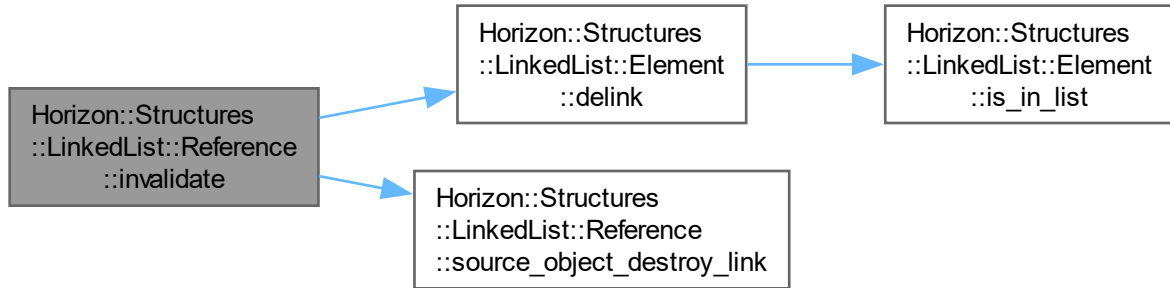 Horizon::Structures
::LinkedList::Reference
::invalidate
Horizon::Structures
::LinkedList::Element
::delink
Horizon::Structures
::LinkedList::Element
::is_in_list
Horizon::Structures
::LinkedList::Reference
::source_object_destroy_link